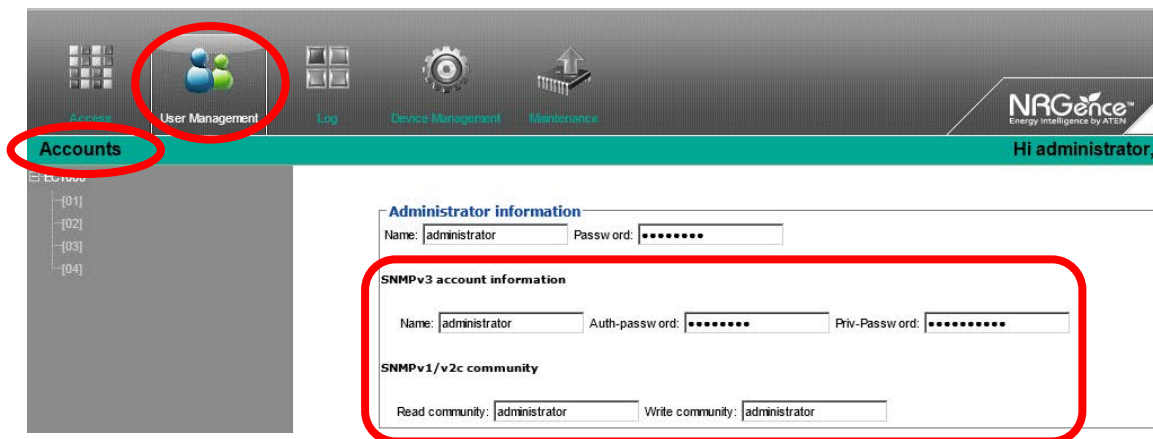 Access User Management Log Device Management Maintenance
NRGence™
Energy Intelligence by ATEN
Accounts Hi administrator,
EC1000
[01]
[02]
[03]
[04]
Administrator information
Name: administrator Password: ••••••••
SNMPv3 account information
Name: administrator Auth-password: •••••••• Priv-Password: ••••••••••
SNMPv1/v2c community
Read community: administrator Write community: administrator